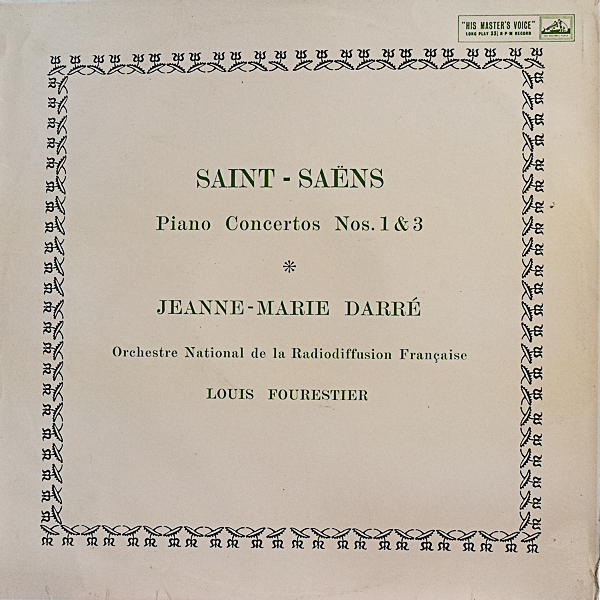 "HIS MASTER'S VOICE"
LONG PLAY 33⅓ R·P·M RECORD
SAINT - SAËNS
Piano Concertos Nos. 1 & 3
JEANNE-MARIE DARRÉ
Orchestre National de la Radiodiffusion Française
LOUIS FOURESTIER